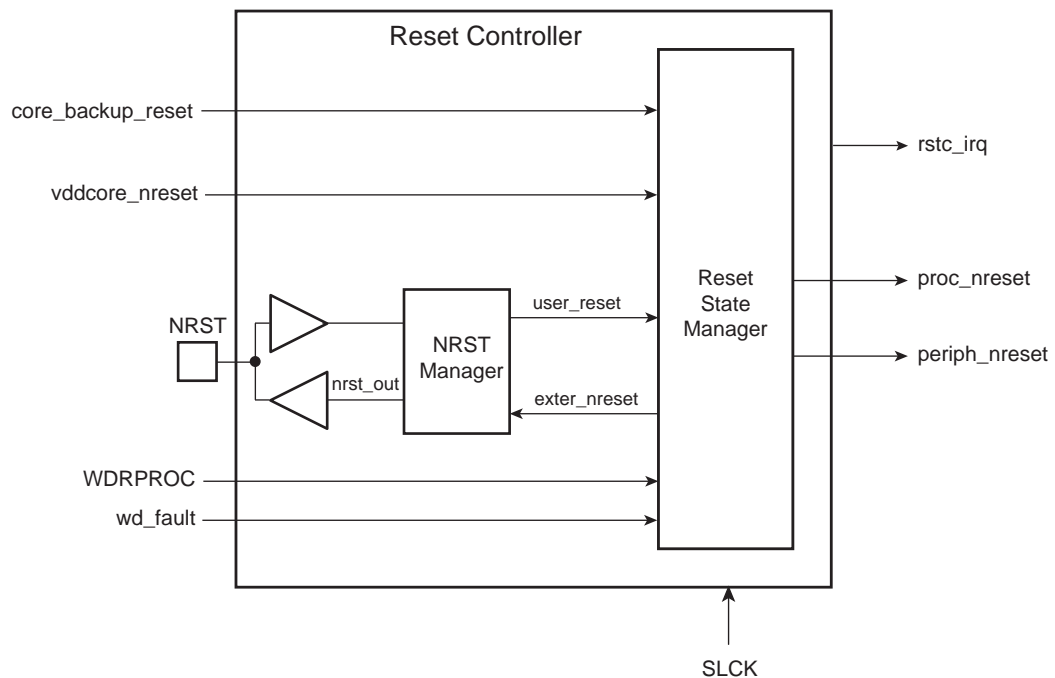 Reset Controller
core_backup_reset
rstc_irq
vddcore_nreset
Reset
State
Manager
proc_nreset
user_reset
NRST
NRST
Manager
periph_nreset
nrst_out
exter_nreset
WDRPROC
wd_fault
SLCK